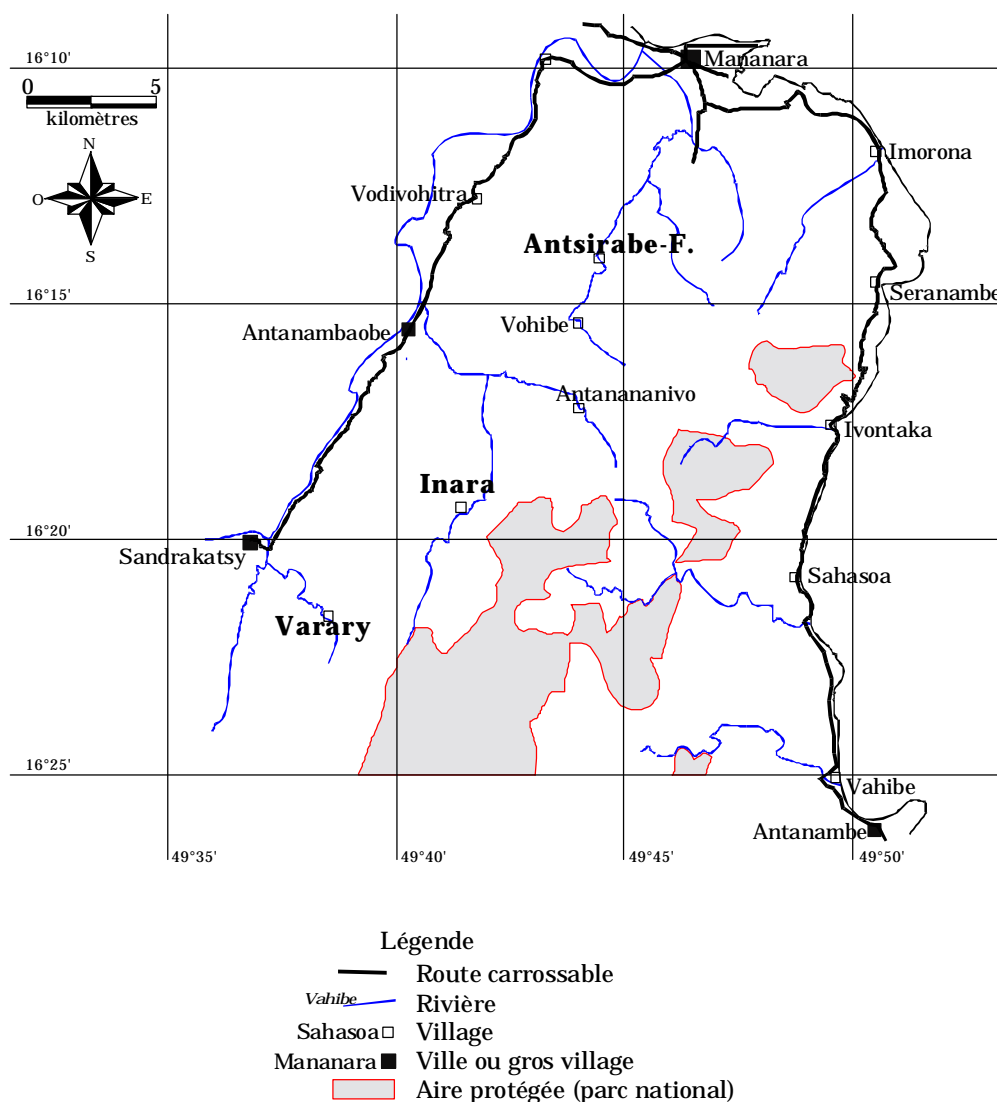 16°10'
Mananara
0 5
kilomètres
N
O E
S
Imorona
Vodivohitra
Antsirabe-F.
16°15'
Seranambe
Antanambaobe
Vohibe
Antanananivo
Ivontaka
Inara
16°20'
Sandrakatsy
Sahasoa
Varary
16°25'
Vahibe
Antanambe
49°35' 49°40' 49°45' 49°50'
Légende
Route carrossable
Vahibe Rivière
Sahasoa Village
Mananara Ville ou gros village
Aire protégée (parc national)